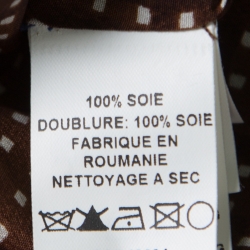 100% SOIE
DOUBLURE: 100% SOIE
FABRIQUE EN
ROUMANIE
NETTOYAGE A SEC